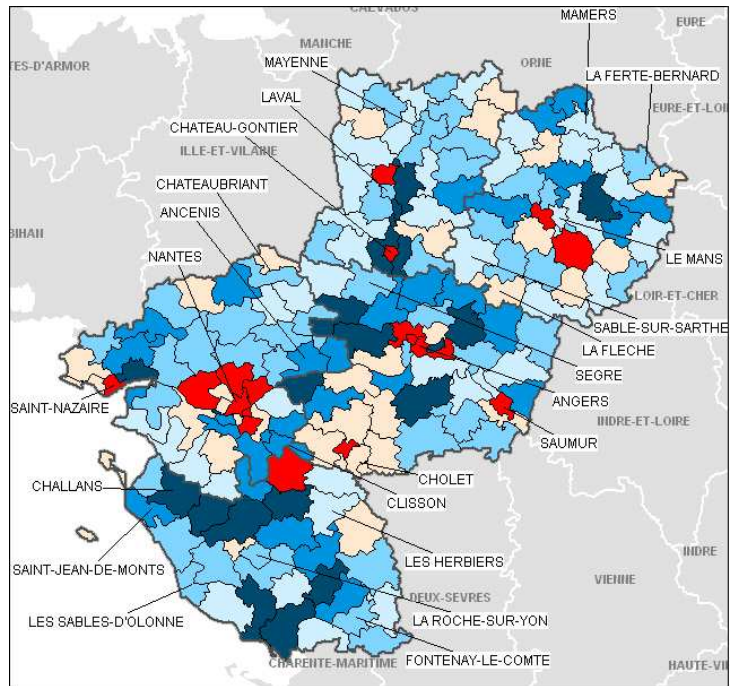 CALVADOS
MAMERS
EURE
MANCHE
MAYENNE
ORNE
TES-D'ARMOR
LA FERTE-BERNARD
LAVAL
EURE-ET-LOI
CHATEAU-GONTIER
ILLE-ET-VILAINE
CHATEAUBRIANT
ANCENIS
BIHAN
NANTES
LE MANS
LOIR-ET-CHER
SABLE-SUR-SARTHE
LA FLECHE
SEGRE
ANGERS
SAINT-NAZAIRE
INDRE-ET-LOIRE
SAUMUR
CHOLET
CHALLANS
CLISSON
LES HERBIERS
INDRE
SAINT-JEAN-DE-MONTS
VIENNE
DEUX-SEVRES
LES SABLES-D'OLONNE
LA ROCHE-SUR-YON
FONTENAY-LE-COMTE
CHARENTE-MARITIME
HAUTE-VI